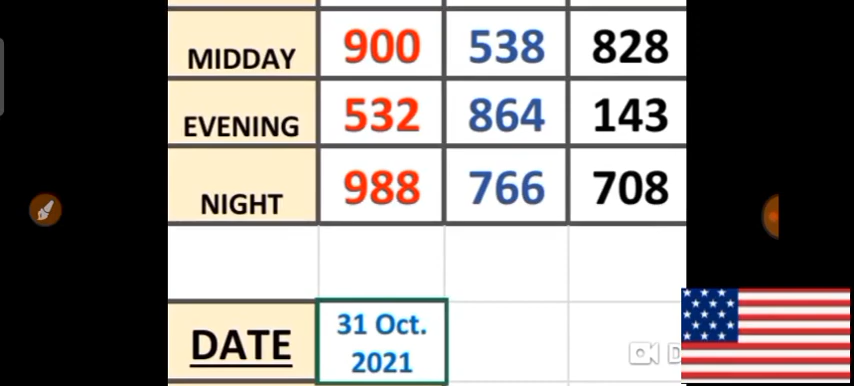 MIDDAY 900 538 828
EVENING 532 864 143
NIGHT 988 766 708
DATE 31 Oct.
2021